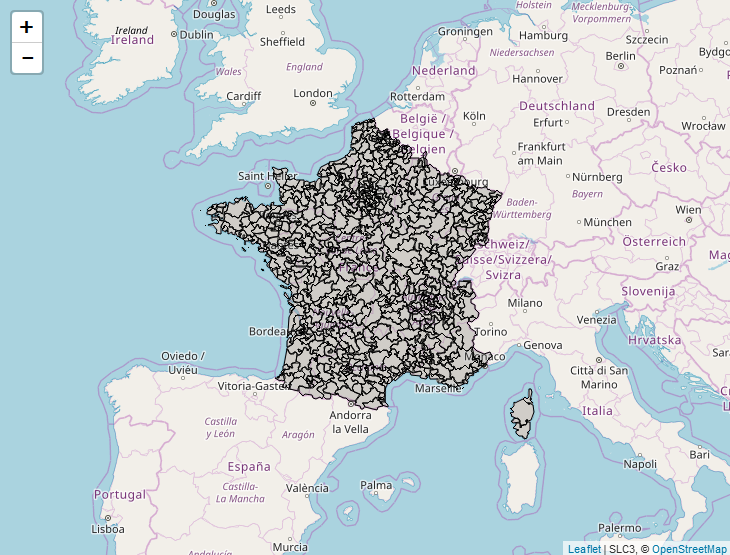 +
−
Ireland
Ireland
Douglas
Dublin
Leeds
Sheffield
England
Wales
Cardiff
London
Groningen
Nederland
Rotterdam
België /
Belgique /
Belgien
Holstein
Mecklenburg-
Vorpommern
Hamburg
Szczecin
Bydgo
Niedersachsen
Berlin
Poznań
Hannover
Deutschland
Dresden
Köln
Erfurt
Wrocław
Frankfurt
am Main
Česko
Luxembourg
Nürnberg
Bayern
Baden-
Württemberg
München
Wien
Österreich
Graz
Saint Helier
Schweiz/
Suisse/Svizzera/
Svizra
Slovenija
Mag
Milano
Venezia
Hrvatska
Torino
Genova
Monaco
Sara
Città di San
Marino
Italia
France
Bordeaux
Marseille
Oviedo /
Uviéu
Vitoria-Gasteiz
Andorra
la Vella
Castilla
y León
Aragón
España
Castilla-
La Mancha
València
Palma
Portugal
Lisboa
Murcia
Andalucía
Napoli
Bari
Palermo
Leaflet | SLC3, © OpenStreetMap